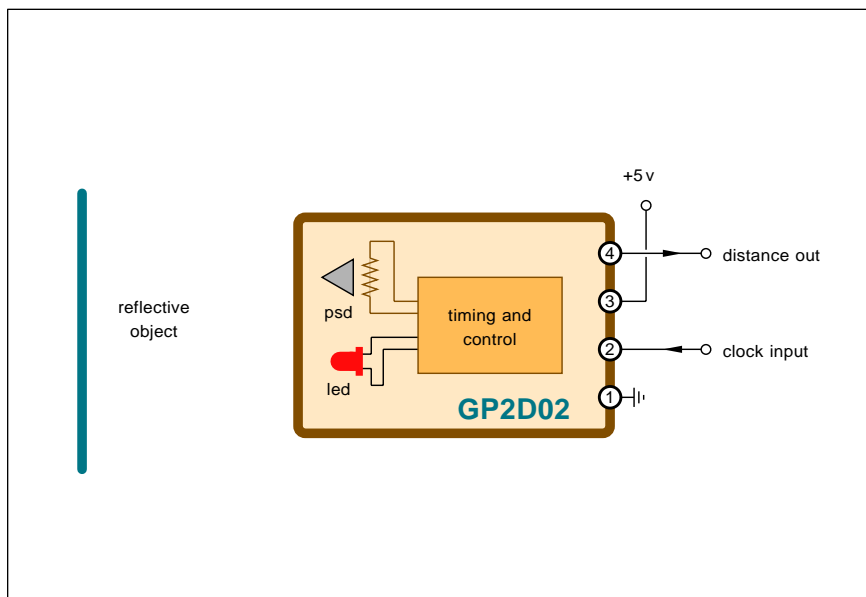 +5 v
4
distance out
3
reflective
object
psd
timing and
control
2
clock input
led
1
GP2D02